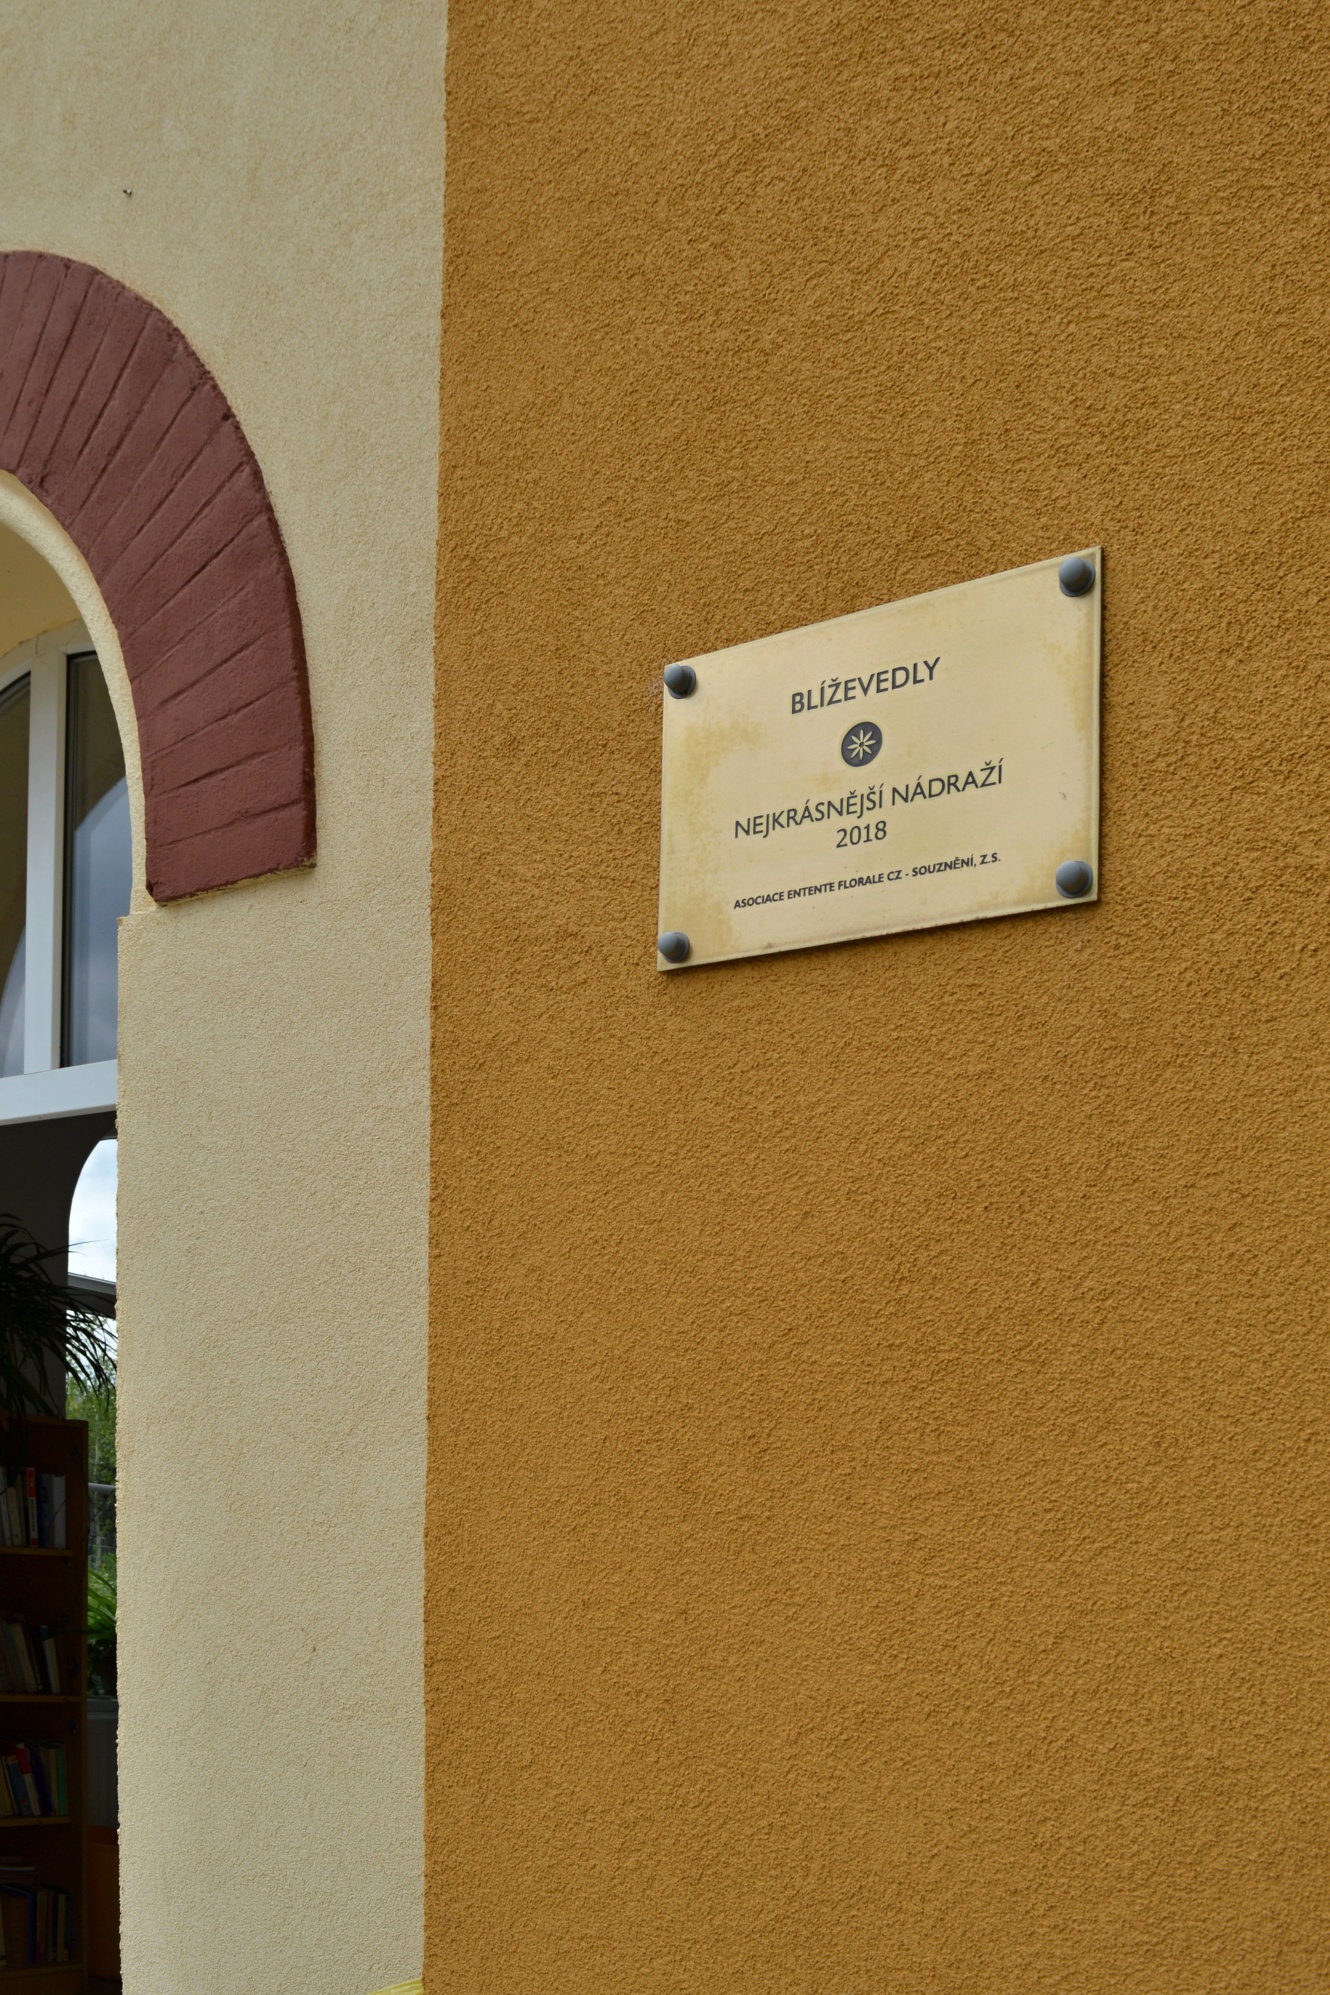 BLÍŽEVEDLY
NEJKRÁSNĚJŠÍ NÁDRAŽÍ
2018
ASOCIACE ENTENTE FLORALE CZ - SOUZNĚNÍ, Z.S.